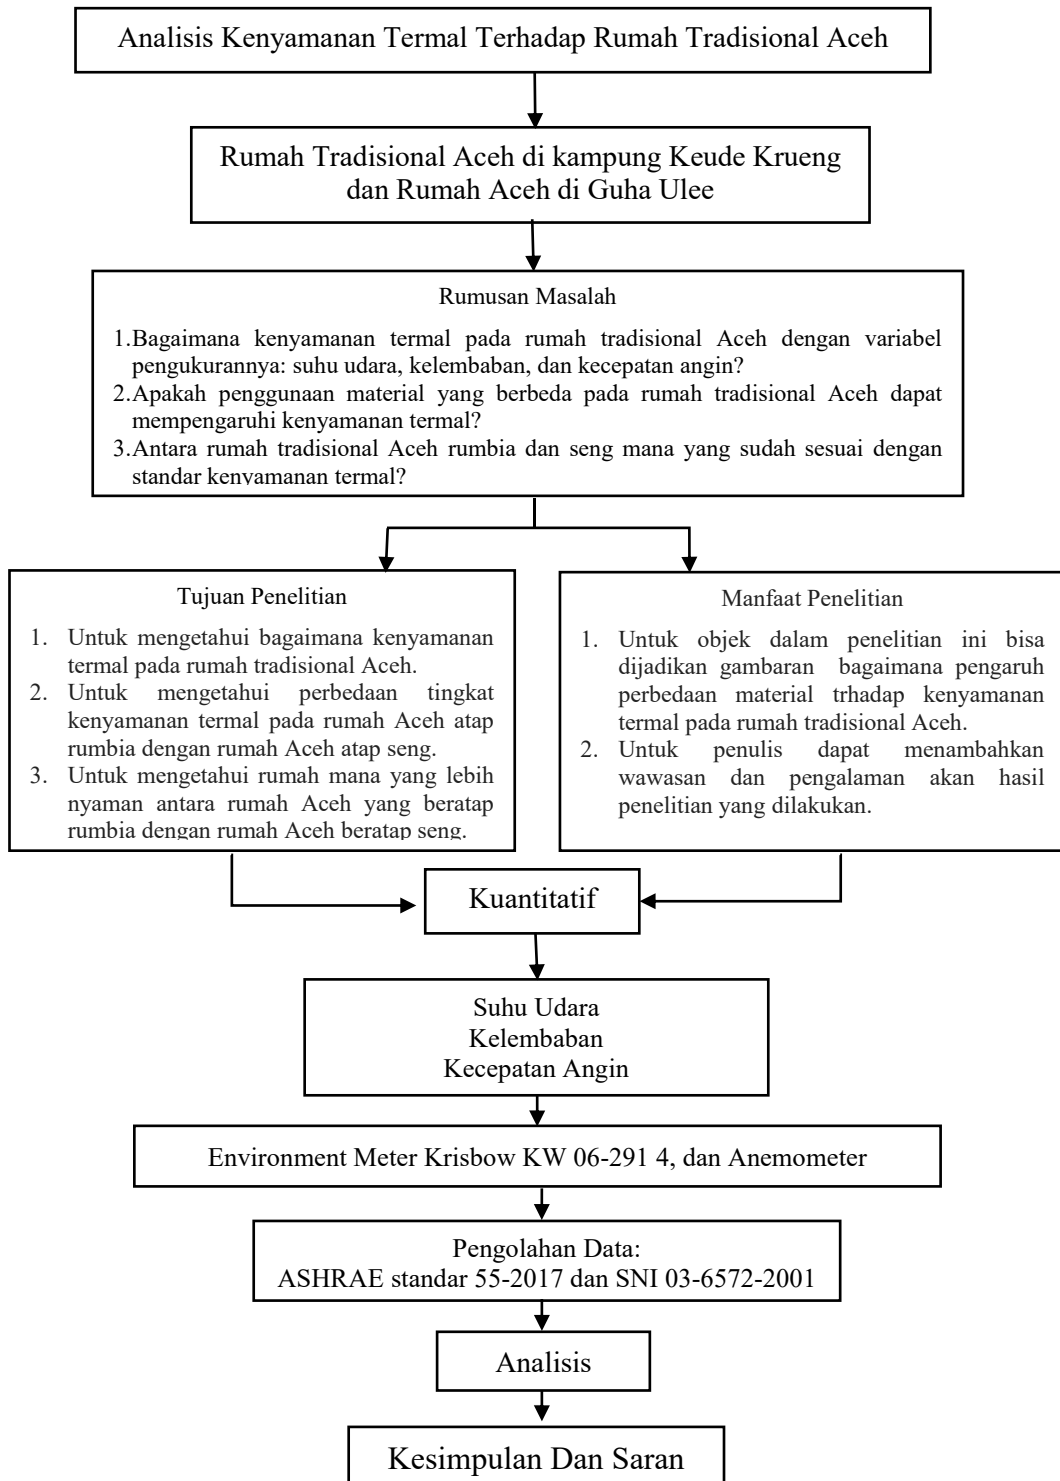 Analisis Kenyamanan Termal Terhadap Rumah Tradisional Aceh
Rumah Tradisional Aceh di kampung Keude Krueng
dan Rumah Aceh di Guha Ulee
Rumusan Masalah
1.Bagaimana kenyamanan termal pada rumah tradisional Aceh dengan variabel
pengukurannya: suhu udara, kelembaban, dan kecepatan angin?
2.Apakah penggunaan material yang berbeda pada rumah tradisional Aceh dapat
mempengaruhi kenyamanan termal?
3.Antara rumah tradisional Aceh rumbia dan seng mana yang sudah sesuai dengan
standar kenyamanan termal?
Tujuan Penelitian
1. Untuk mengetahui bagaimana kenyamanan
termal pada rumah tradisional Aceh.
2. Untuk mengetahui perbedaan tingkat
kenyamanan termal pada rumah Aceh atap
rumbia dengan rumah Aceh atap seng.
3. Untuk mengetahui rumah mana yang lebih
nyaman antara rumah Aceh yang beratap
rumbia dengan rumah Aceh beratap seng.
Manfaat Penelitian
1. Untuk objek dalam penelitian ini bisa
dijadikan gambaran bagaimana pengaruh
perbedaan material trhadap kenyamanan
termal pada rumah tradisional Aceh.
2. Untuk penulis dapat menambahkan
wawasan dan pengalaman akan hasil
penelitian yang dilakukan.
Kuantitatif
Suhu Udara
Kelembaban
Kecepatan Angin
Environment Meter Krisbow KW 06-291 4, dan Anemometer
Pengolahan Data:
ASHRAE standar 55-2017 dan SNI 03-6572-2001
Analisis
Kesimpulan Dan Saran